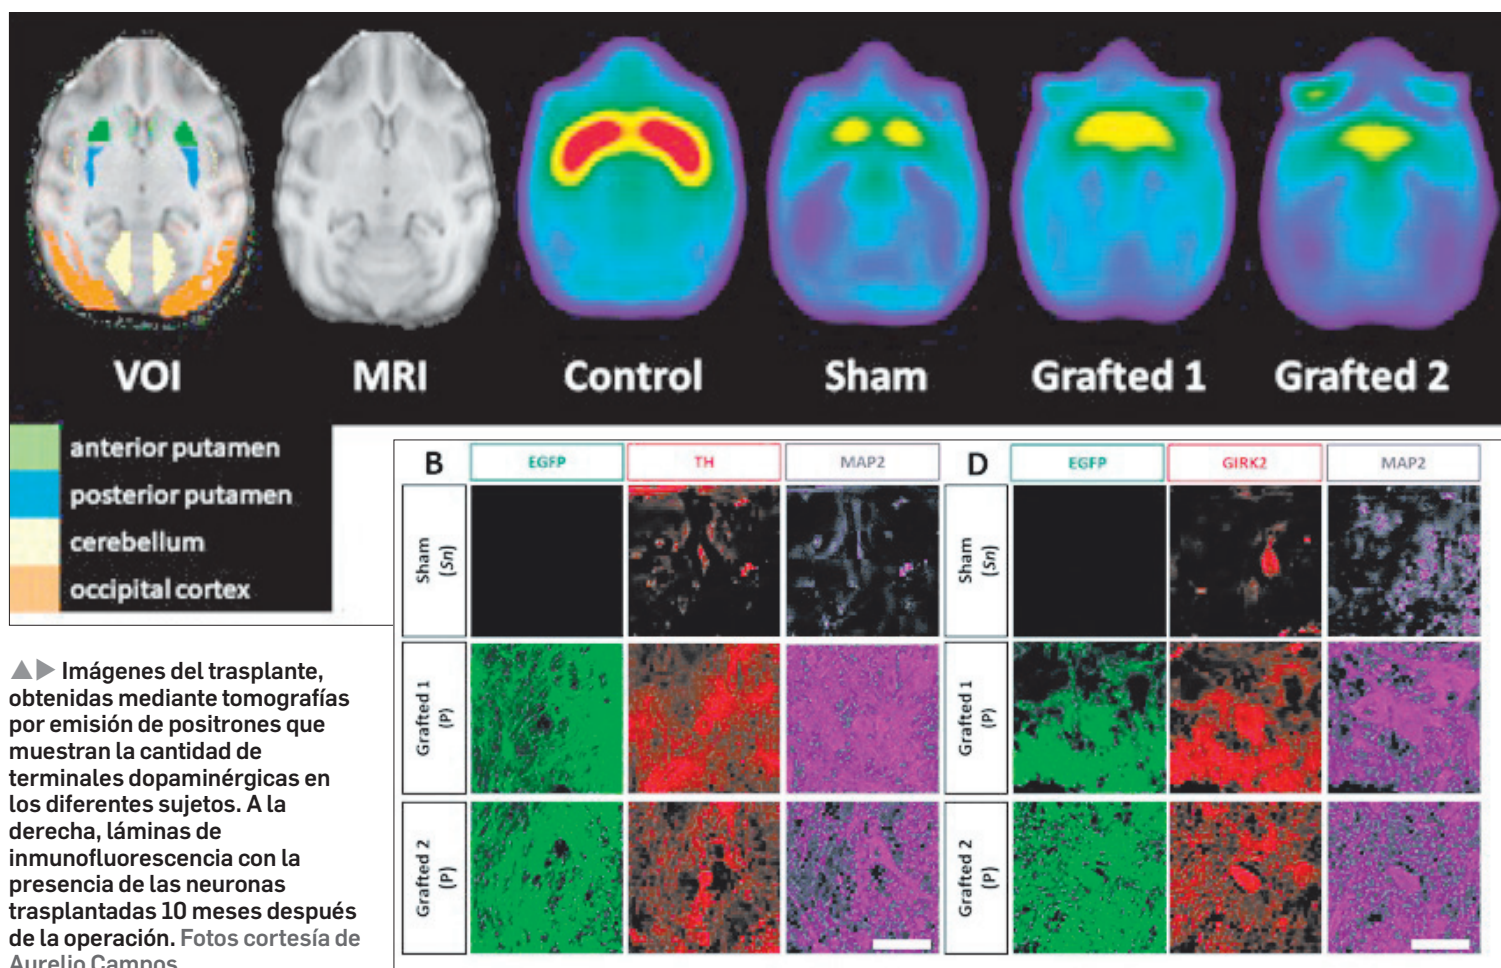 VOI MRI Control Sham Grafted 1 Grafted 2
anterior putamen
posterior putamen
cerebellum
occipital cortex
B EGFP TH MAP2
Sham
(Sn)
Grafted 1
(P)
Grafted 2
(P)
D EGFP GIRK2 MAP2
Sham
(Sn)
Grafted 1
(P)
Grafted 2
(P)
▲▶ Imágenes del trasplante,
obtenidas mediante tomografías
por emisión de positrones que
muestran la cantidad de
terminales dopaminérgicas en
los diferentes sujetos. A la
derecha, láminas de
inmunofluorescencia con la
presencia de las neuronas
trasplantadas 10 meses después
de la operación. Fotos cortesía de
Aurelio Campos